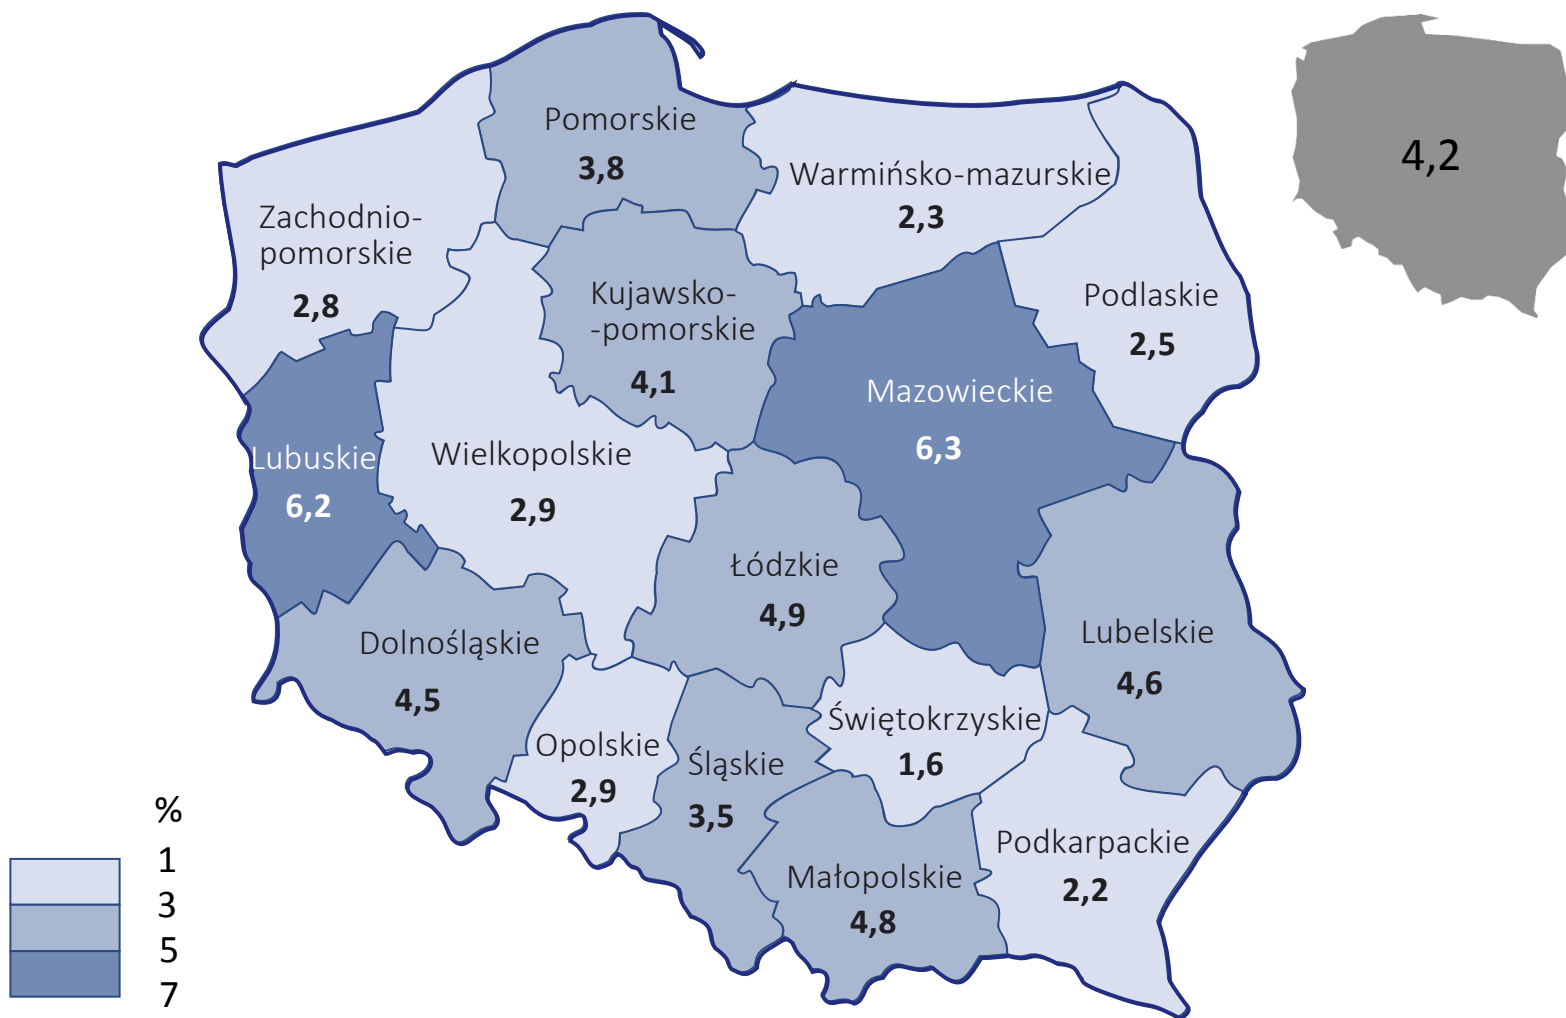 Pomorskie
3,8
4,2
Warmińsko-mazurskie
2,3
Zachodnio-
pomorskie
2,8
Kujawsko-
-pomorskie
4,1
Podlaskie
2,5
Mazowieckie
6,3
Lubuskie
6,2
Wielkopolskie
2,9
Łódzkie
4,9
Dolnośląskie
4,5
Lubelskie
4,6
Świętokrzyskie
1,6
Opolskie
2,9
Śląskie
3,5
Podkarpackie
2,2
Małopolskie
4,8
%
1
3
5
7